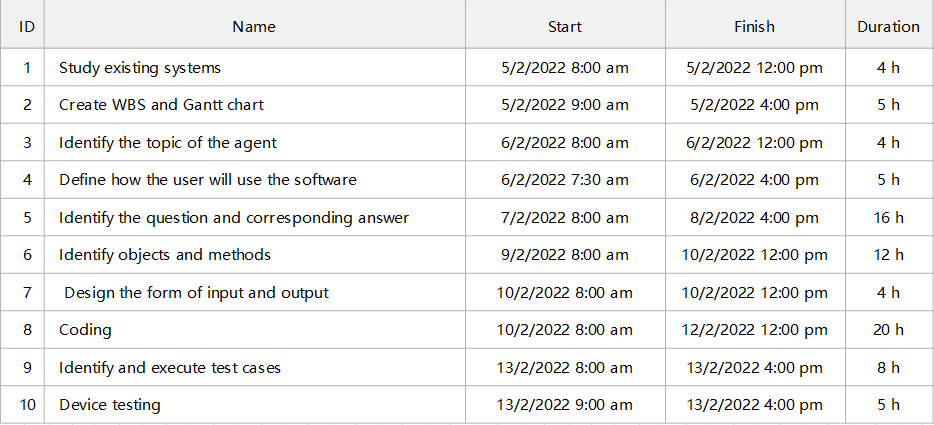 ID Name Start Finish Duration
1 Study existing systems 5/2/2022 8:00 am 5/2/2022 12:00 pm 4 h
2 Create WBS and Gantt chart 5/2/2022 9:00 am 5/2/2022 4:00 pm 5 h
3 Identify the topic of the agent 6/2/2022 8:00 am 6/2/2022 12:00 pm 4 h
4 Define how the user will use the software 6/2/2022 7:30 am 6/2/2022 4:00 pm 5 h
5 Identify the question and corresponding answer 7/2/2022 8:00 am 8/2/2022 4:00 pm 16 h
6 Identify objects and methods 9/2/2022 8:00 am 10/2/2022 12:00 pm 12 h
7 Design the form of input and output 10/2/2022 8:00 am 10/2/2022 12:00 pm 4 h
8 Coding 10/2/2022 8:00 am 12/2/2022 12:00 pm 20 h
9 Identify and execute test cases 13/2/2022 8:00 am 13/2/2022 4:00 pm 8 h
10 Device testing 13/2/2022 9:00 am 13/2/2022 4:00 pm 5 h